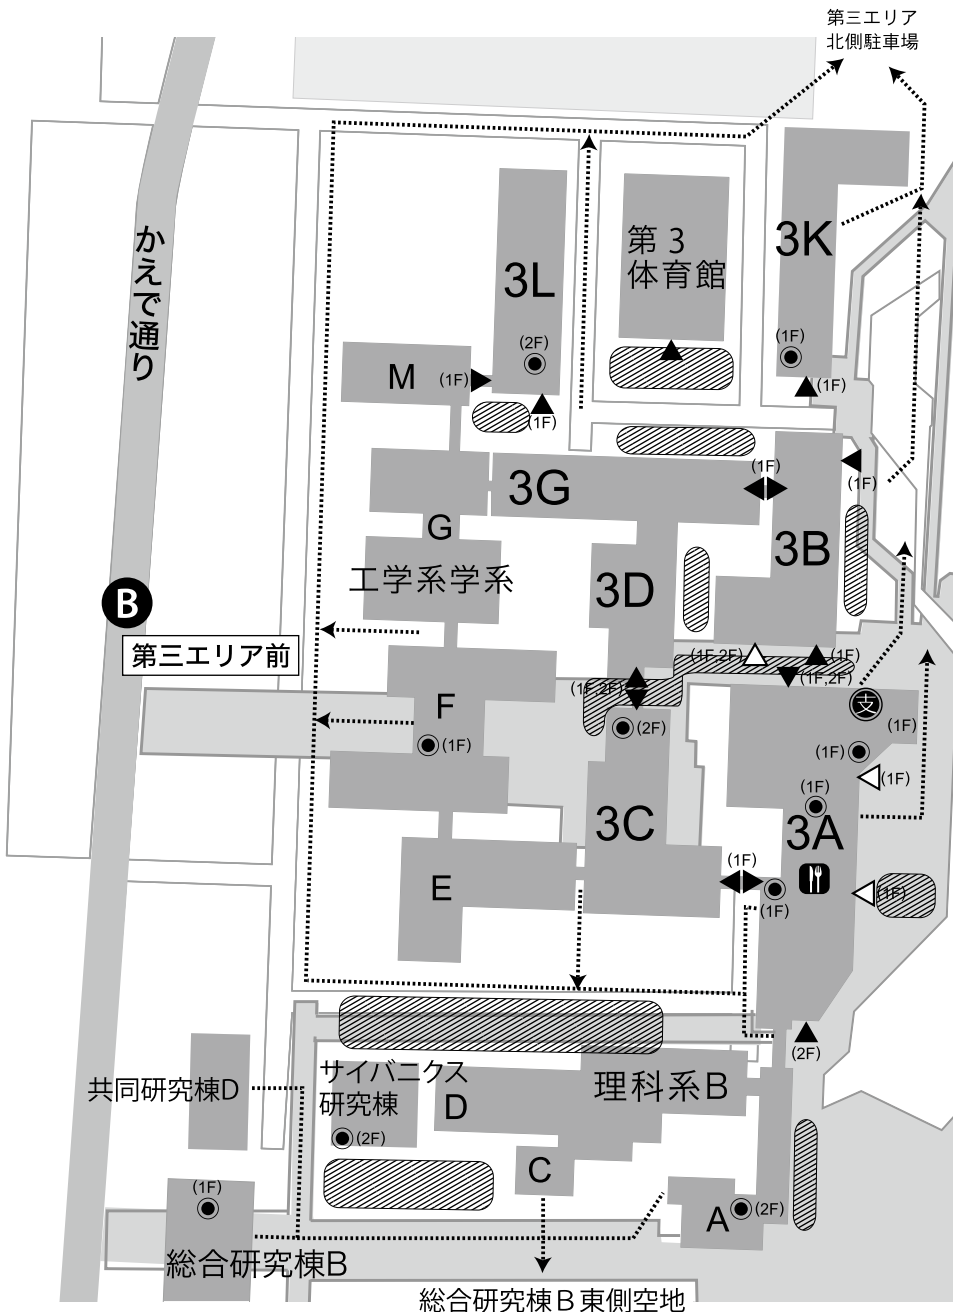 第三エリア
北側駐車場
かえで通り
3K
第3
体育館
3L
(2F)
(1F)
M
(1F)
(1F)
(1F)
3G
(1F)
(1F)
G
工学系学系
3D
3B
B
第三エリア前
(1F,2F)
(1F)
(1F,2F)
(1F,2F)
F
支
(1F)
(2F)
(1F)
(1F)
(1F)
(1F)
3C
3A
(1F)
E
(1F)
(1F)
(2F)
サイバニクス
研究棟
共同研究棟D
理科系B
D
(2F)
C
(1F)
A
(2F)
総合研究棟B
総合研究棟B東側空地